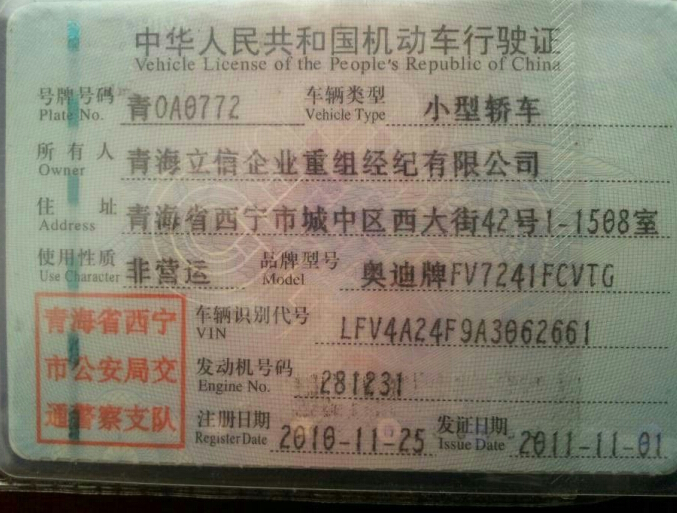 中华人民共和国机动车行驶证
Vehicle License of the People's Republic of China
号牌号码 青OA0772 车辆类型 小型轿车
Plate No. Vehicle Type
所有人 青海立信企业重组经纪有限公司
Owner
住址 青海省西宁市城中区西大街42号1-1508室
Address
使用性质 非营运 品牌型号 奥迪牌FV7241FCVTG
Use Character Model
青海省西宁
市公安局交
通警察支队
车辆识别代号 LFV4A24F9A3062661
VIN
发动机号码 281231
Engine No.
注册日期 2010-11-25 发证日期 2011-11-01
Register Date Issue Date